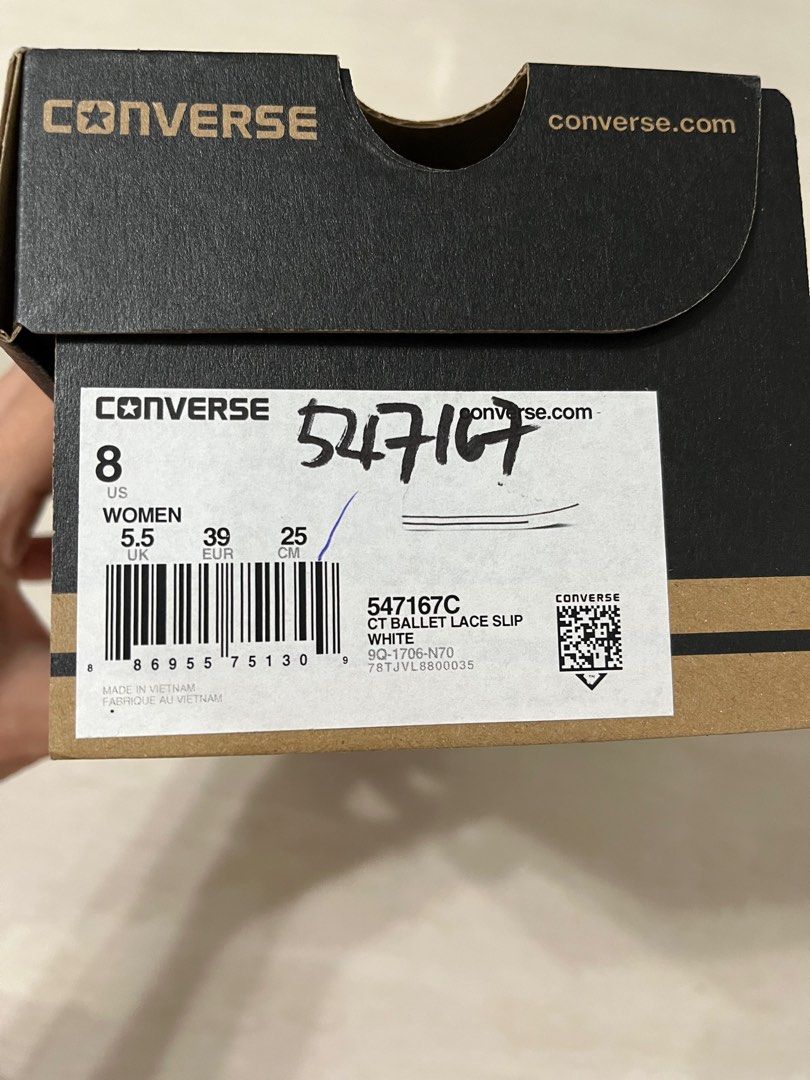 CONVERSE
converse.com
CONVERSE
547167
converse.com
8
US
WOMEN
5.5 39 25
UK EUR CM
547167C
CT BALLET LACE SLIP
WHITE
9Q-1706-N70
78TJVL8800035
CONVERSE
8 86955 75130 9
MADE IN VIETNAM
FABRIQUE AU VIETNAM